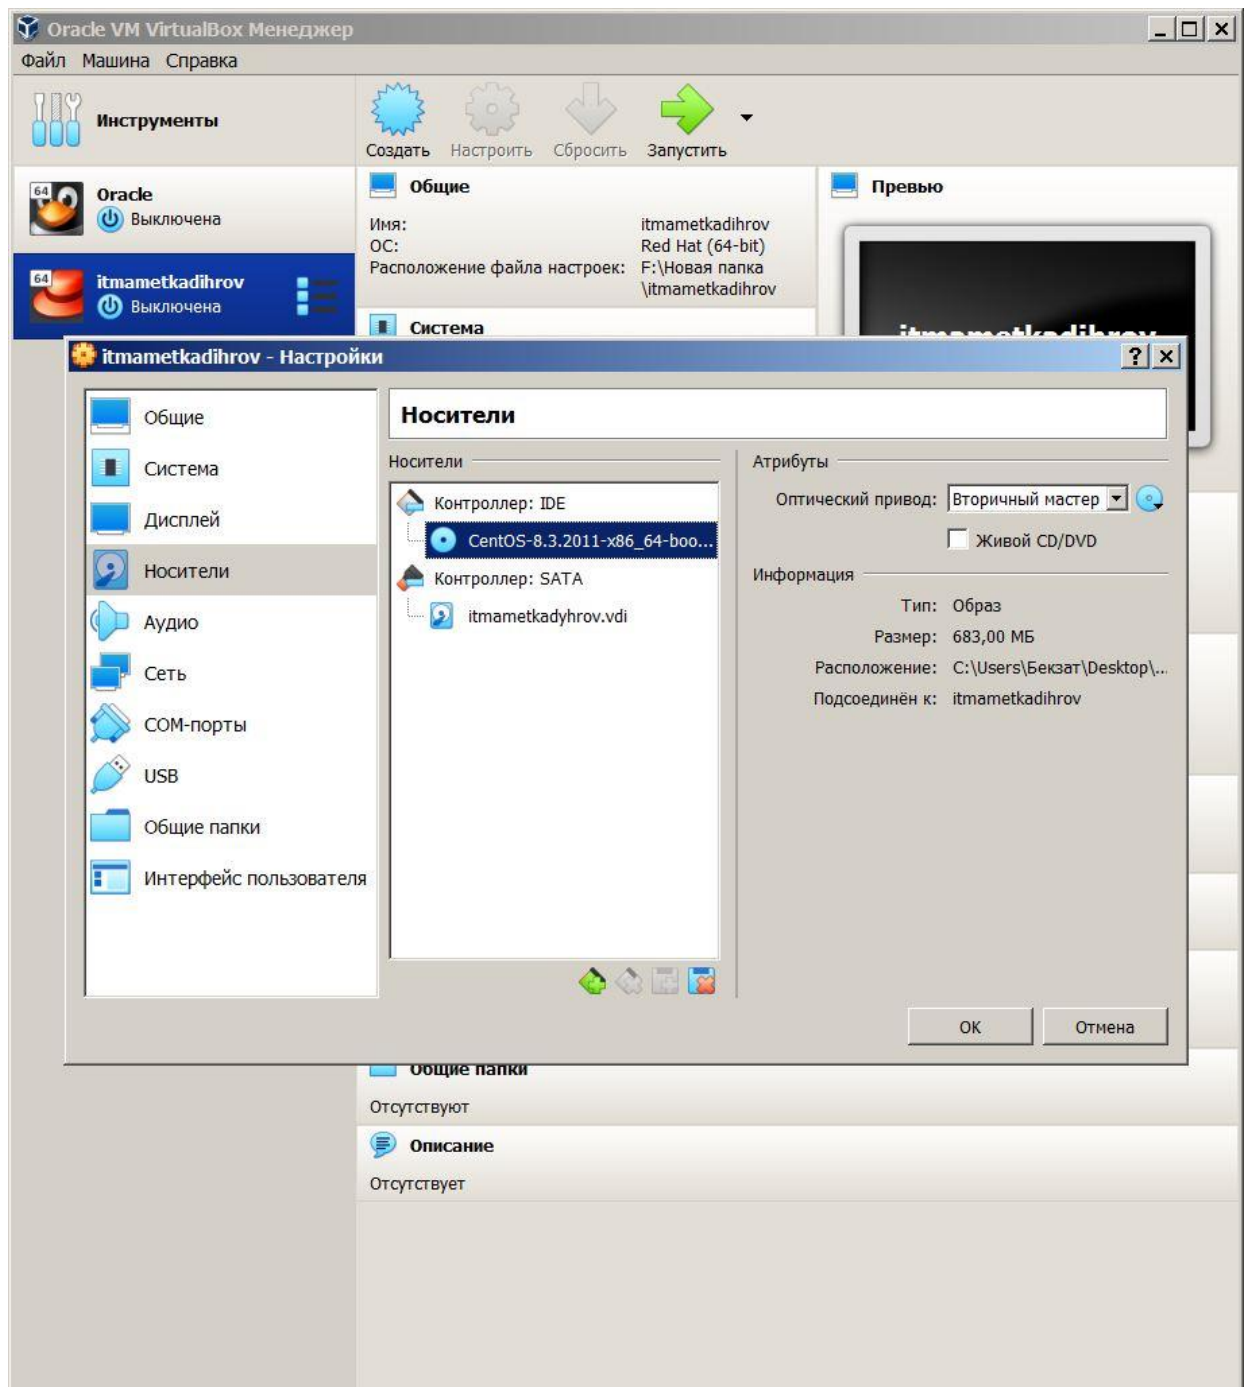 Oracle VM VirtualBox Менеджер
Файл Машина Справка
Инструменты
Создать Настроить Сбросить Запустить
64
Oracle
Выключена
64
itmametkadihrov
Выключена
Общие
Имя: itmametkadihrov
ОС: Red Hat (64-bit)
Расположение файла настроек: F:\Новая папка
\itmametkadihrov
Система
Превью
itmametkadihrov
itmametkadihrov - Настройки
Общие
Система
Дисплей
Носители
Аудио
Сеть
COM-порты
USB
Общие папки
Интерфейс пользователя
Носители
Носители
Контроллер: IDE
CentOS-8.3.2011-x86_64-boo...
Контроллер: SATA
itmametkadyhrov.vdi
Атрибуты
Оптический привод: Вторичный мастер
Живой CD/DVD
Информация
Тип: Образ
Размер: 683,00 МБ
Расположение: C:\Users\Бекзат\Desktop\...
Подсоединён к: itmametkadihrov
OK Отмена
Общие папки
Отсутствуют
Описание
Отсутствует